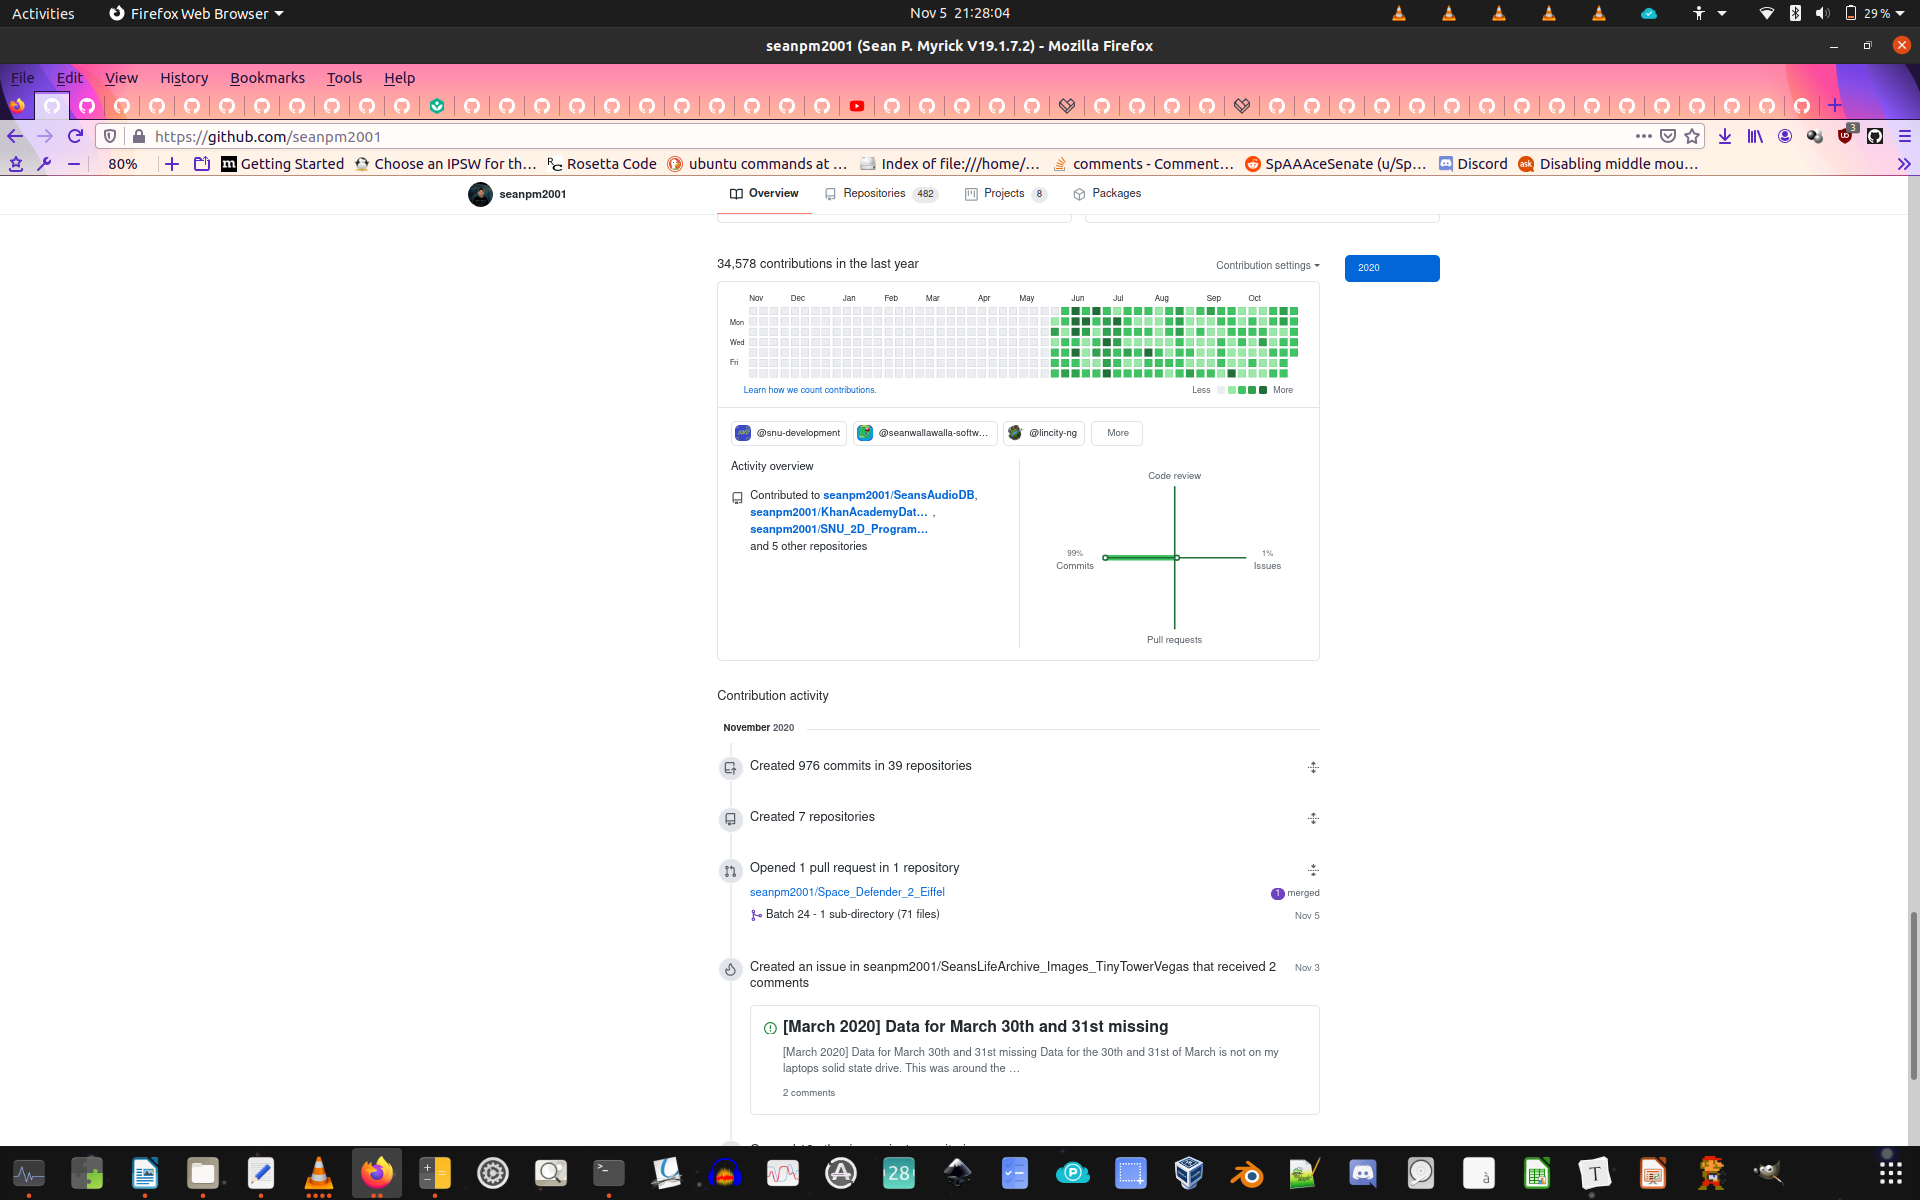 Activities
Firefox Web Browser
Nov 5 21:28:04
29 %
seanpm2001 (Sean P. Myrick V19.1.7.2) - Mozilla Firefox
File Edit View History Bookmarks Tools Help
https://github.com/seanpm2001
3
80%
Getting Started
Choose an IPSW for th…
Rosetta Code
ubuntu commands at …
Index of file:///home/…
comments - Comment…
SpAAAceSenate (u/Sp…
Discord
Disabling middle mou…
seanpm2001
Overview
Repositories 482
Projects 8
Packages
34,578 contributions in the last year
Contribution settings
2020
Nov Dec Jan Feb Mar Apr May Jun Jul Aug Sep Oct
Mon
Wed
Fri
Learn how we count contributions.
Less More
@snu-development
@seanwallawalla-softw…
@lincity-ng
More
Activity overview
Contributed to seanpm2001/SeansAudioDB,
seanpm2001/KhanAcademyDat… ,
seanpm2001/SNU_2D_Program…
and 5 other repositories
Code review
99%
Commits
1%
Issues
Pull requests
Contribution activity
November 2020
Created 976 commits in 39 repositories
Created 7 repositories
Opened 1 pull request in 1 repository
seanpm2001/Space_Defender_2_Eiffel
1 merged
Batch 24 - 1 sub-directory (71 files)
Nov 5
Created an issue in seanpm2001/SeansLifeArchive_Images_TinyTowerVegas that received 2
comments
Nov 3
[March 2020] Data for March 30th and 31st missing
[March 2020] Data for March 30th and 31st missing Data for the 30th and 31st of March is not on my
laptops solid state drive. This was around the …
2 comments
28